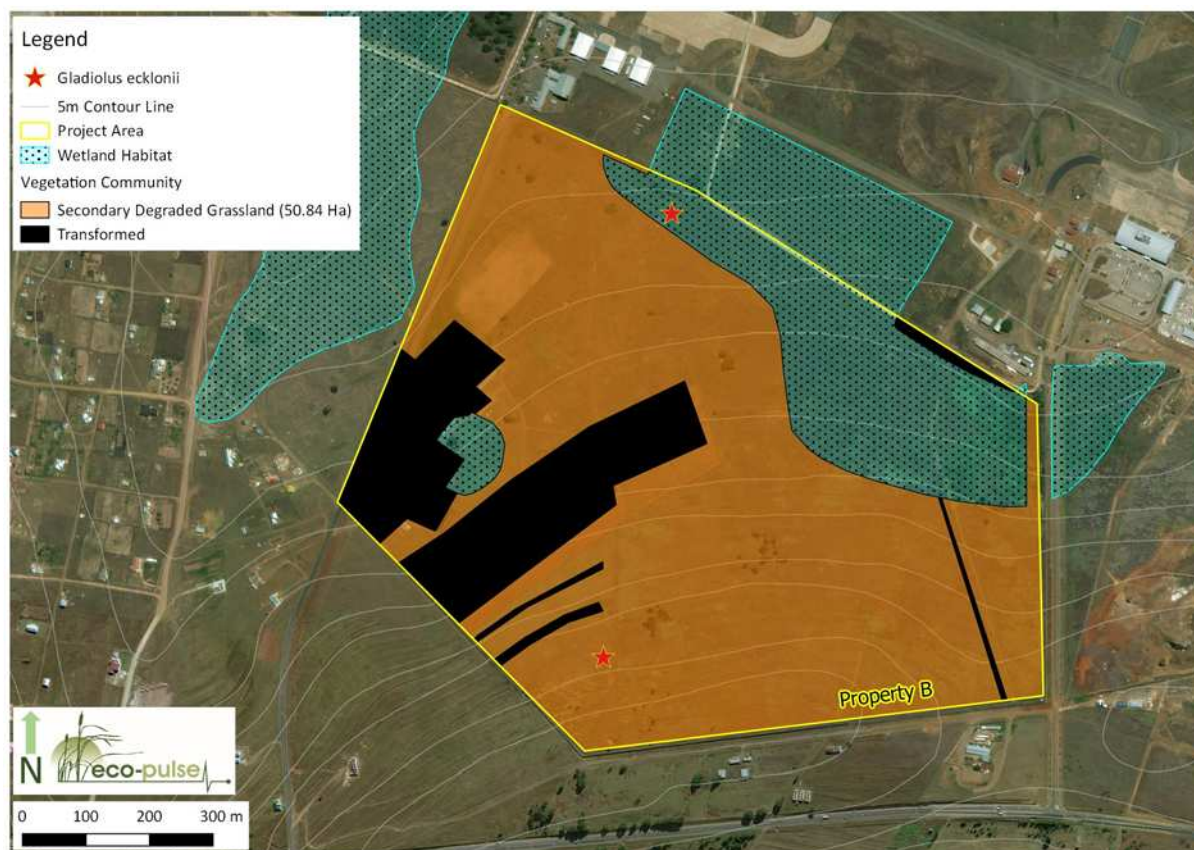 Legend
Gladiolus ecklonii
5m Contour Line
Project Area
Wetland Habitat
Vegetation Community
Secondary Degraded Grassland (50.84 Ha)
Transformed
Property B
N
eco-pulse
0 100 200 300 m